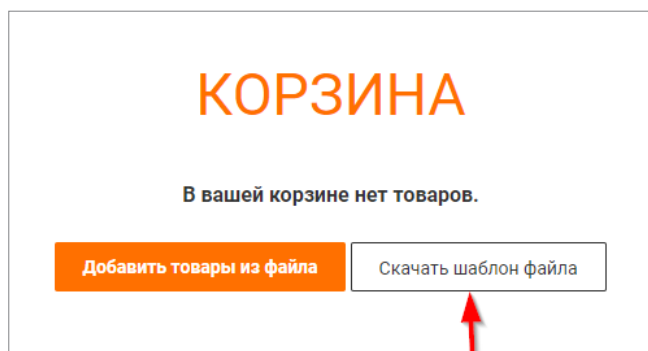 КОРЗИНА
В вашей корзине нет товаров.
Добавить товары из файла
Скачать шаблон файла